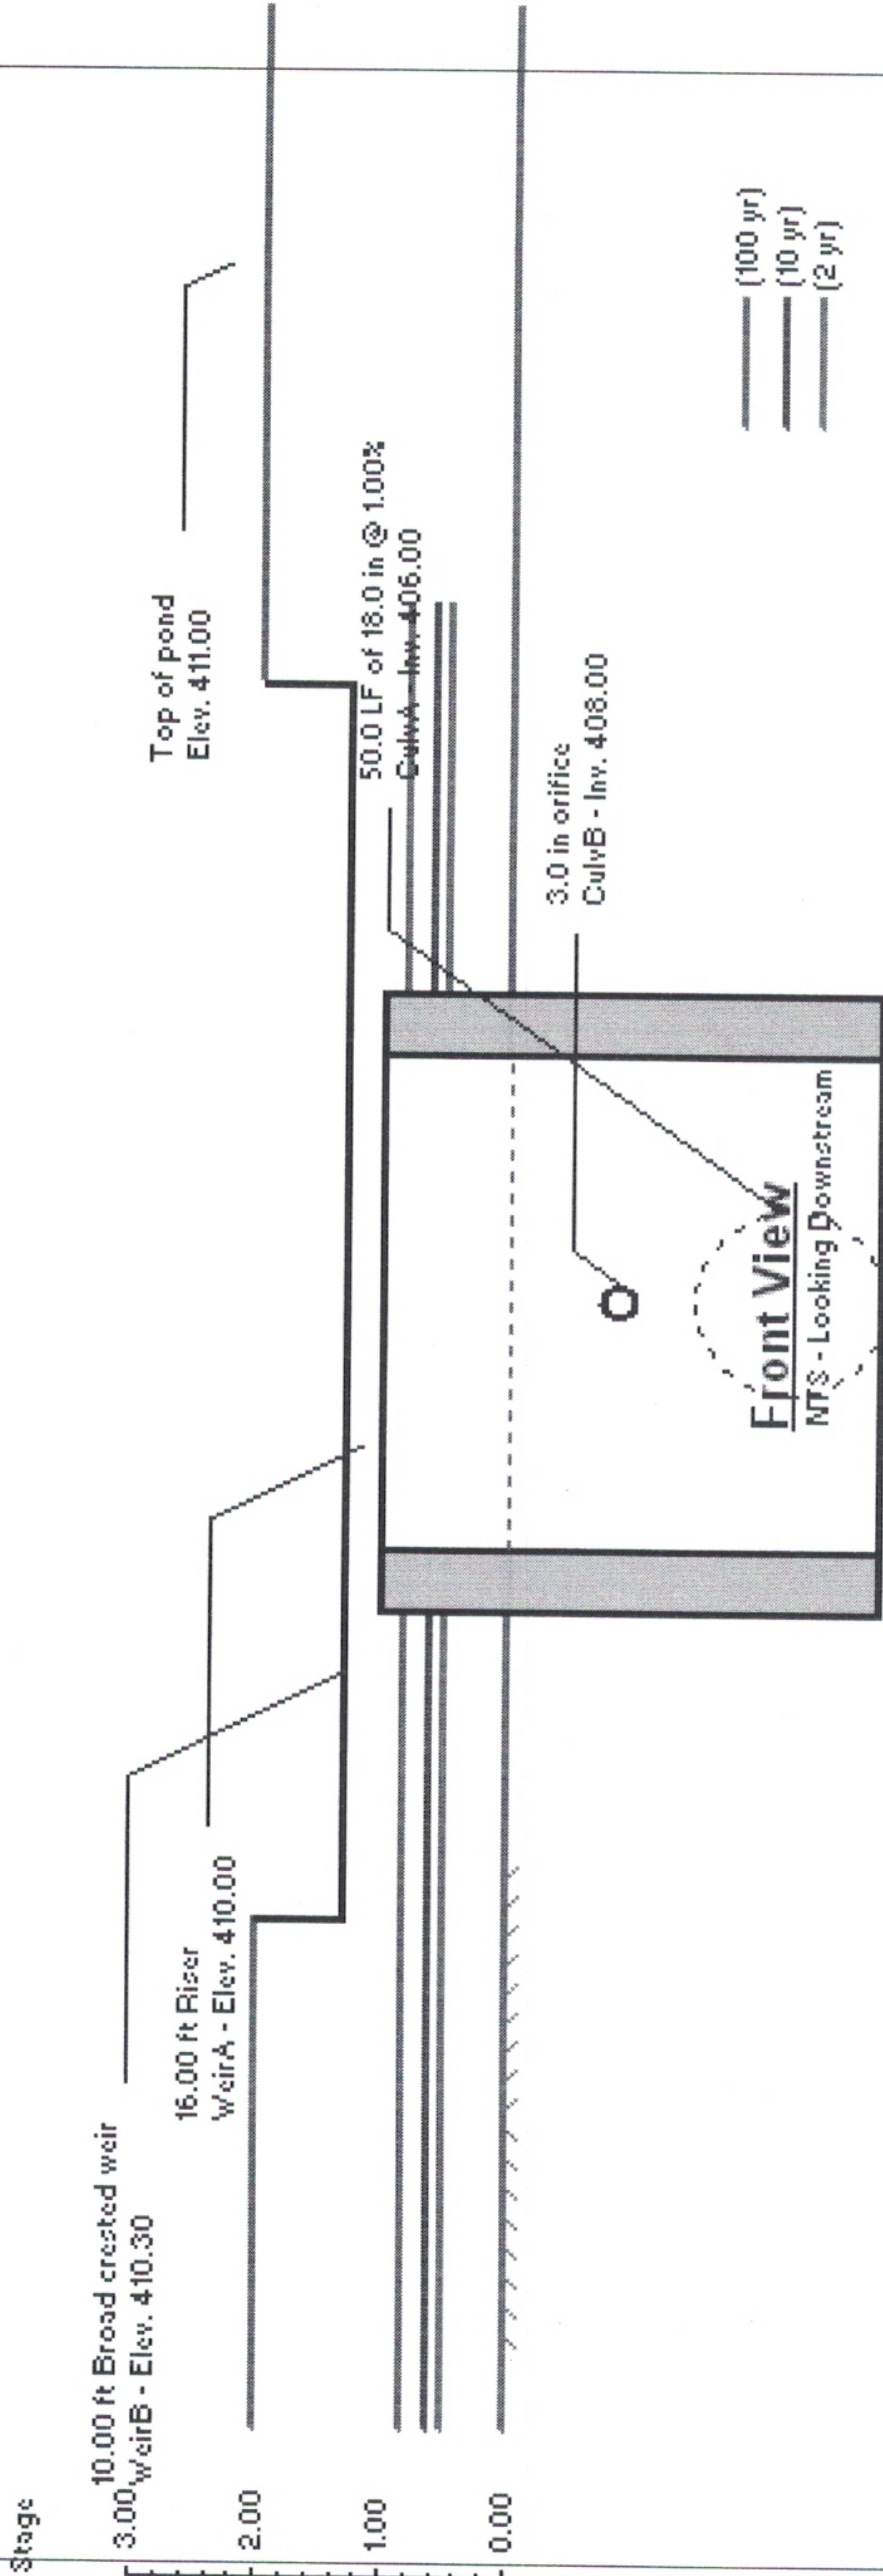 Stage
3.00
2.00
1.00
0.00
10.00 ft Broad crested weir
WeirB - Elev. 410.30
16.00 ft Riser
WeirA - Elev. 410.00
Top of pond
Elev. 411.00
50.0 LF of 18.0 in @ 1.00%
CulvA - Inv. 406.00
3.0 in orifice
CulvB - Inv. 408.00
Front View
NTS - Looking Downstream
(100 yr)
(10 yr)
(2 yr)